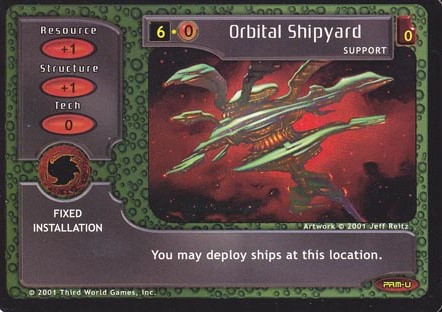 Resource
+1
Structure
+1
Tech
0
6 • 0
Orbital Shipyard
SUPPORT
0
FIXED
INSTALLATION
Artwork © 2001 Jeff Reitz
You may deploy ships at this location.
© 2001 Third World Games, Inc.
PRM-U